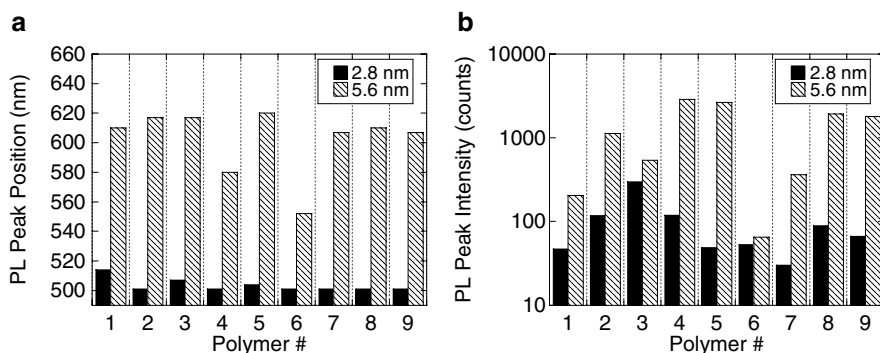 a
PL Peak Position (nm)
660
640
620
600
580
560
540
520
500
2.8 nm
5.6 nm
1 2 3 4 5 6 7 8 9
Polymer #
b
PL Peak Intensity (counts)
10000
1000
100
10
2.8 nm
5.6 nm
1 2 3 4 5 6 7 8 9
Polymer #